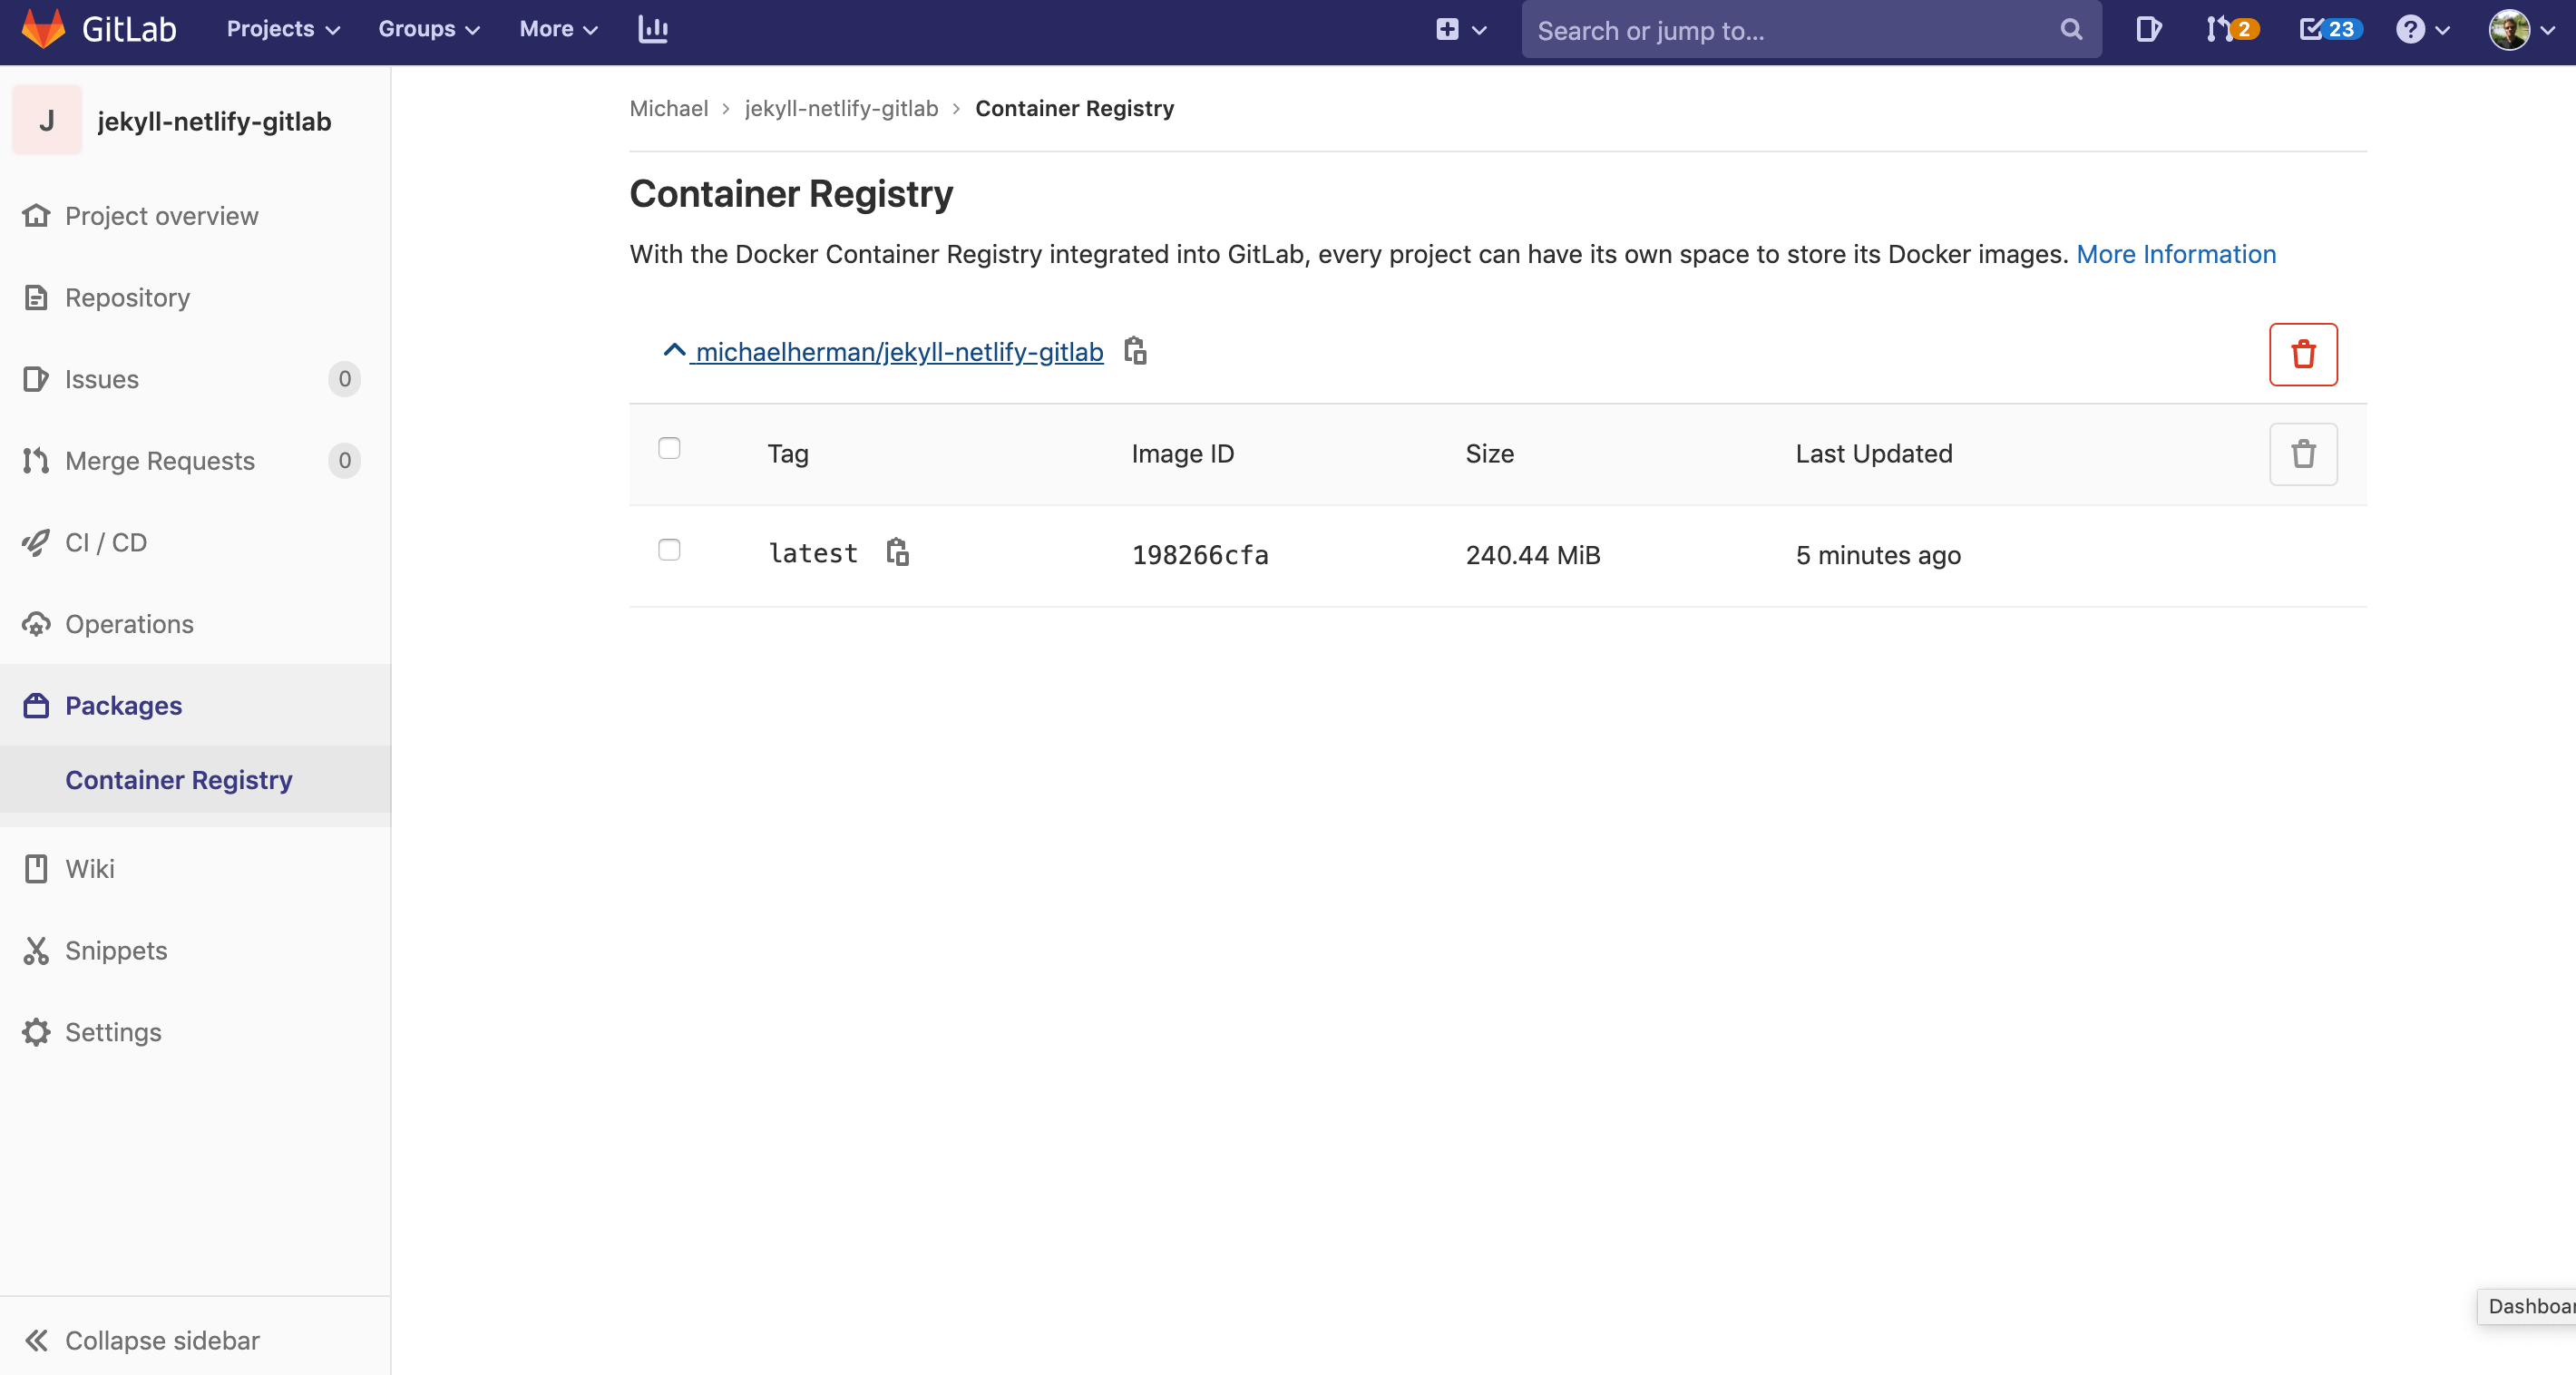 GitLab Projects Groups More Search or jump to... 2 23
J jekyll-netlify-gitlab
Project overview
Repository
Issues 0
Merge Requests 0
CI / CD
Operations
Packages
Container Registry
Wiki
Snippets
Settings
Collapse sidebar
Michael > jekyll-netlify-gitlab > Container Registry
Container Registry
With the Docker Container Registry integrated into GitLab, every project can have its own space to store its Docker images. More Information
michaelherman/jekyll-netlify-gitlab
Tag Image ID Size Last Updated
latest 198266cfa 240.44 MiB 5 minutes ago